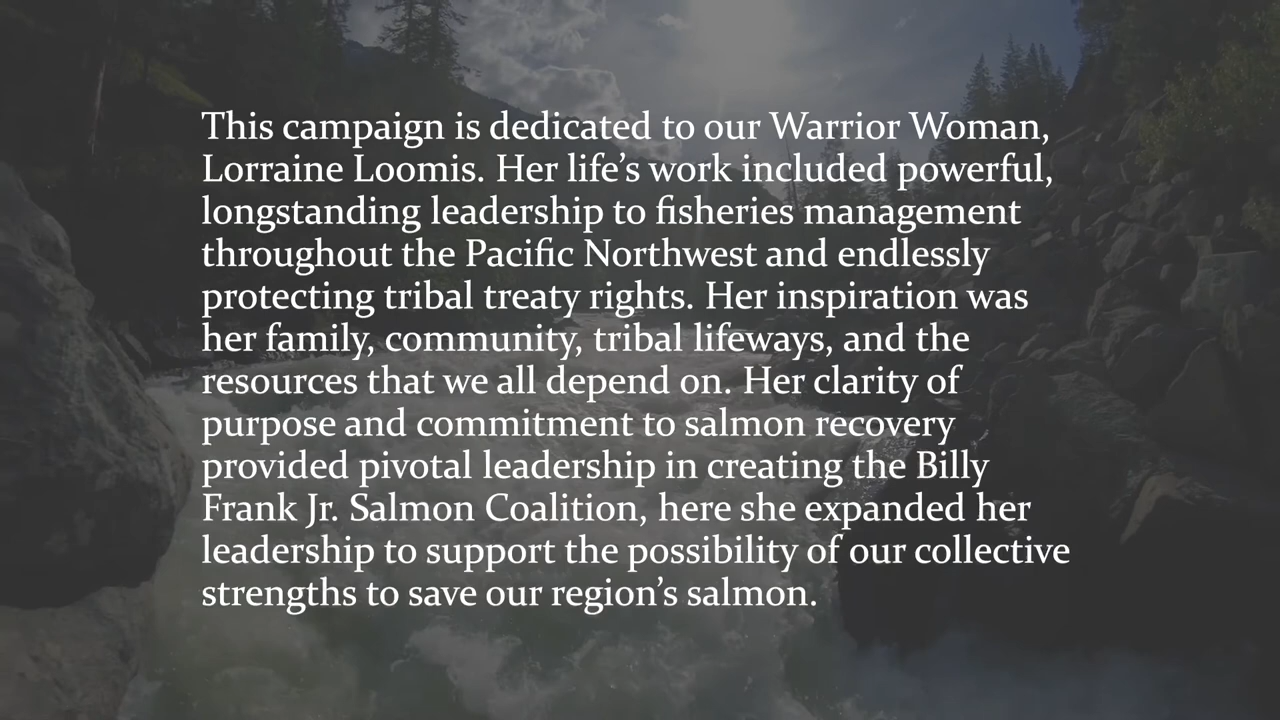 This campaign is dedicated to our Warrior Woman,
Lorraine Loomis. Her life’s work included powerful,
longstanding leadership to fisheries management
throughout the Pacific Northwest and endlessly
protecting tribal treaty rights. Her inspiration was
her family, community, tribal lifeways, and the
resources that we all depend on. Her clarity of
purpose and commitment to salmon recovery
provided pivotal leadership in creating the Billy
Frank Jr. Salmon Coalition, here she expanded her
leadership to support the possibility of our collective
strengths to save our region’s salmon.